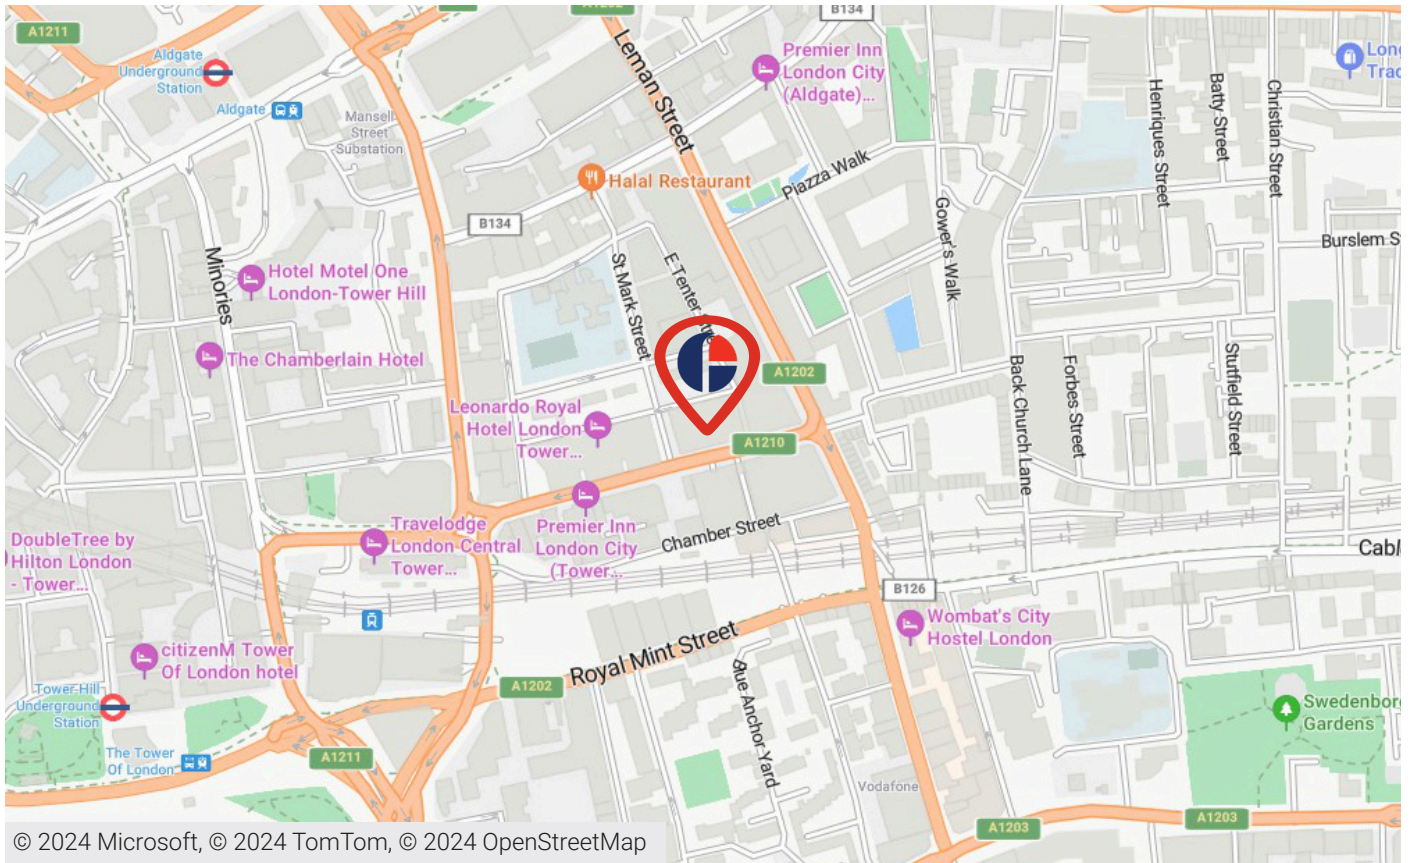 A1211
A1202
B134
Aldgate
Underground
Station
Leman Street
Premier Inn
London City
(Aldgate)...
Aldgate
Mansell
Street
Substation
Henriques Street
Batty Street
Christian Street
Halal Restaurant
Piazza Walk
B134
Gower's Walk
Minories
Hotel Motel One
London-Tower Hill
St Mark Street
The Chamberlain Hotel
A1202
Back Church Lane
Forbes Street
Stutfield Street
Leonardo Royal
Hotel London
Tower...
A1210
Travelodge
London Central
Tower...
Premier Inn
London City
(Tower...
Chamber Street
DoubleTree by
Hilton London
- Tower...
B126
Wombat's City
Hostel London
Royal Mint Street
citizenM Tower
Of London hotel
A1202
Tower Hill
Underground
Station
Blue Anchor Yard
Gardens
The Tower
Of London
A1211
Vodafone
A1203
A1203
© 2024 Microsoft, © 2024 TomTom, © 2024 OpenStreetMap